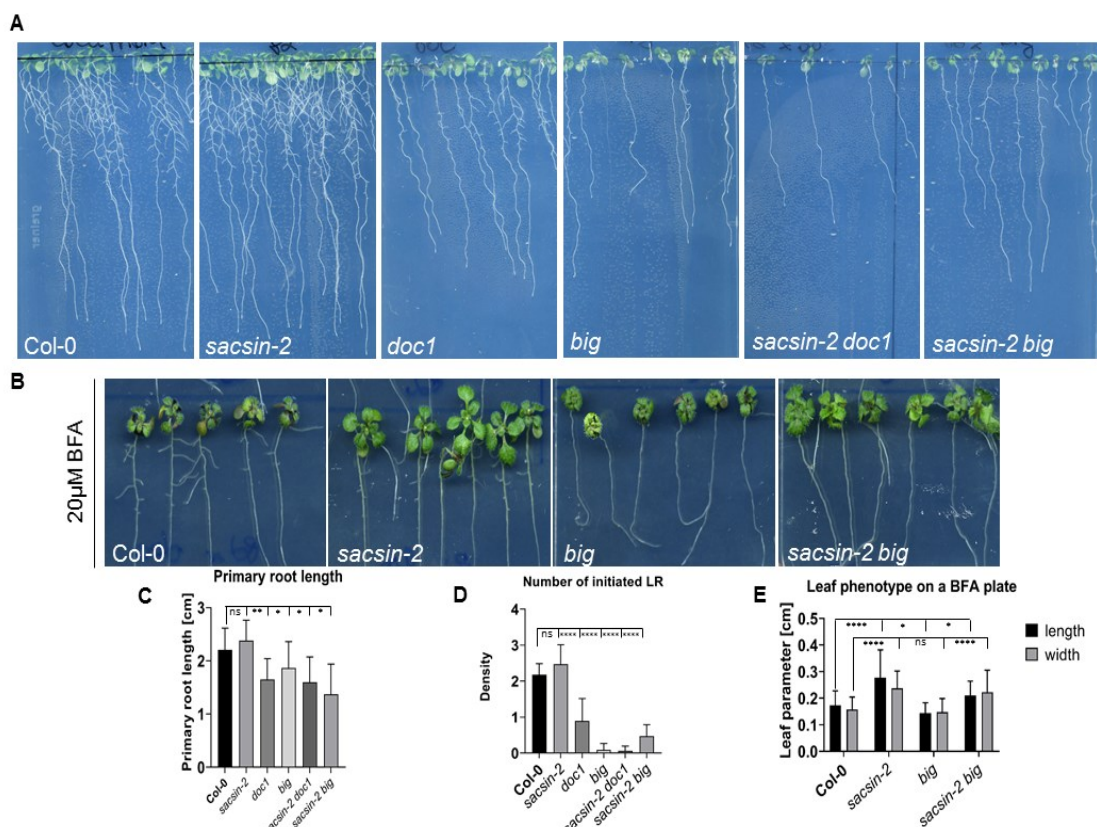 A
Col-0
sacsin-2
doc1
big
sacsin-2 doc1
sacsin-2 big
greiner
B
20µM BFA
Col-0
sacsin-2
big
sacsin-2 big
C
Primary root length
Primary root length [cm]
3
2
1
0
ns ** * * *
Col-0
sacsin-2
doc1
big
sacsin-2 doc1
sacsin-2 big
D
Number of initiated LR
Density
4
3
2
1
0
ns **** **** **** ****
Col-0
sacsin-2
doc1
big
sacsin-2 doc1
sacsin-2 big
E
Leaf phenotype on a BFA plate
Leaf parameter [cm]
0.5
0.4
0.3
0.2
0.1
0.0
**** * *
**** ns ****
length
width
Col-0
sacsin-2
big
sacsin-2 big